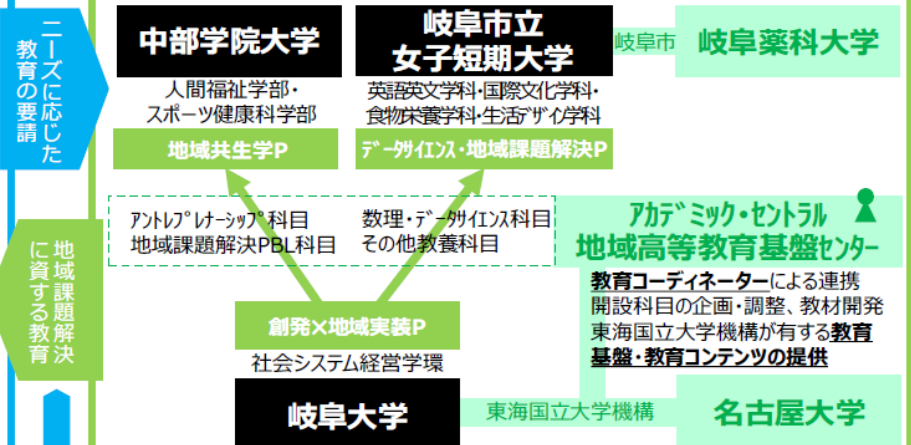 ニーズに応じた
教育の要請
中部学院大学
人間福祉学部・
スポーツ健康科学部
地域共生学P
岐阜市立
女子短期大学
英語英文学科・国際文化学科・
食物栄養学科・生活デザイン学科
データサイエンス・地域課題解決P
岐阜市
岐阜薬科大学
地域課題解決
に資する教育
アントレプレナーシップ科目
地域課題解決PBL科目
数理・データサイエンス科目
その他教養科目
アカデミック・セントラル
地域高等教育基盤センター
教育コーディネーターによる連携
開設科目の企画・調整、教材開発
東海国立大学機構が有する教育
基盤・教育コンテンツの提供
創発×地域実装P
社会システム経営学環
岐阜大学
東海国立大学機構
名古屋大学